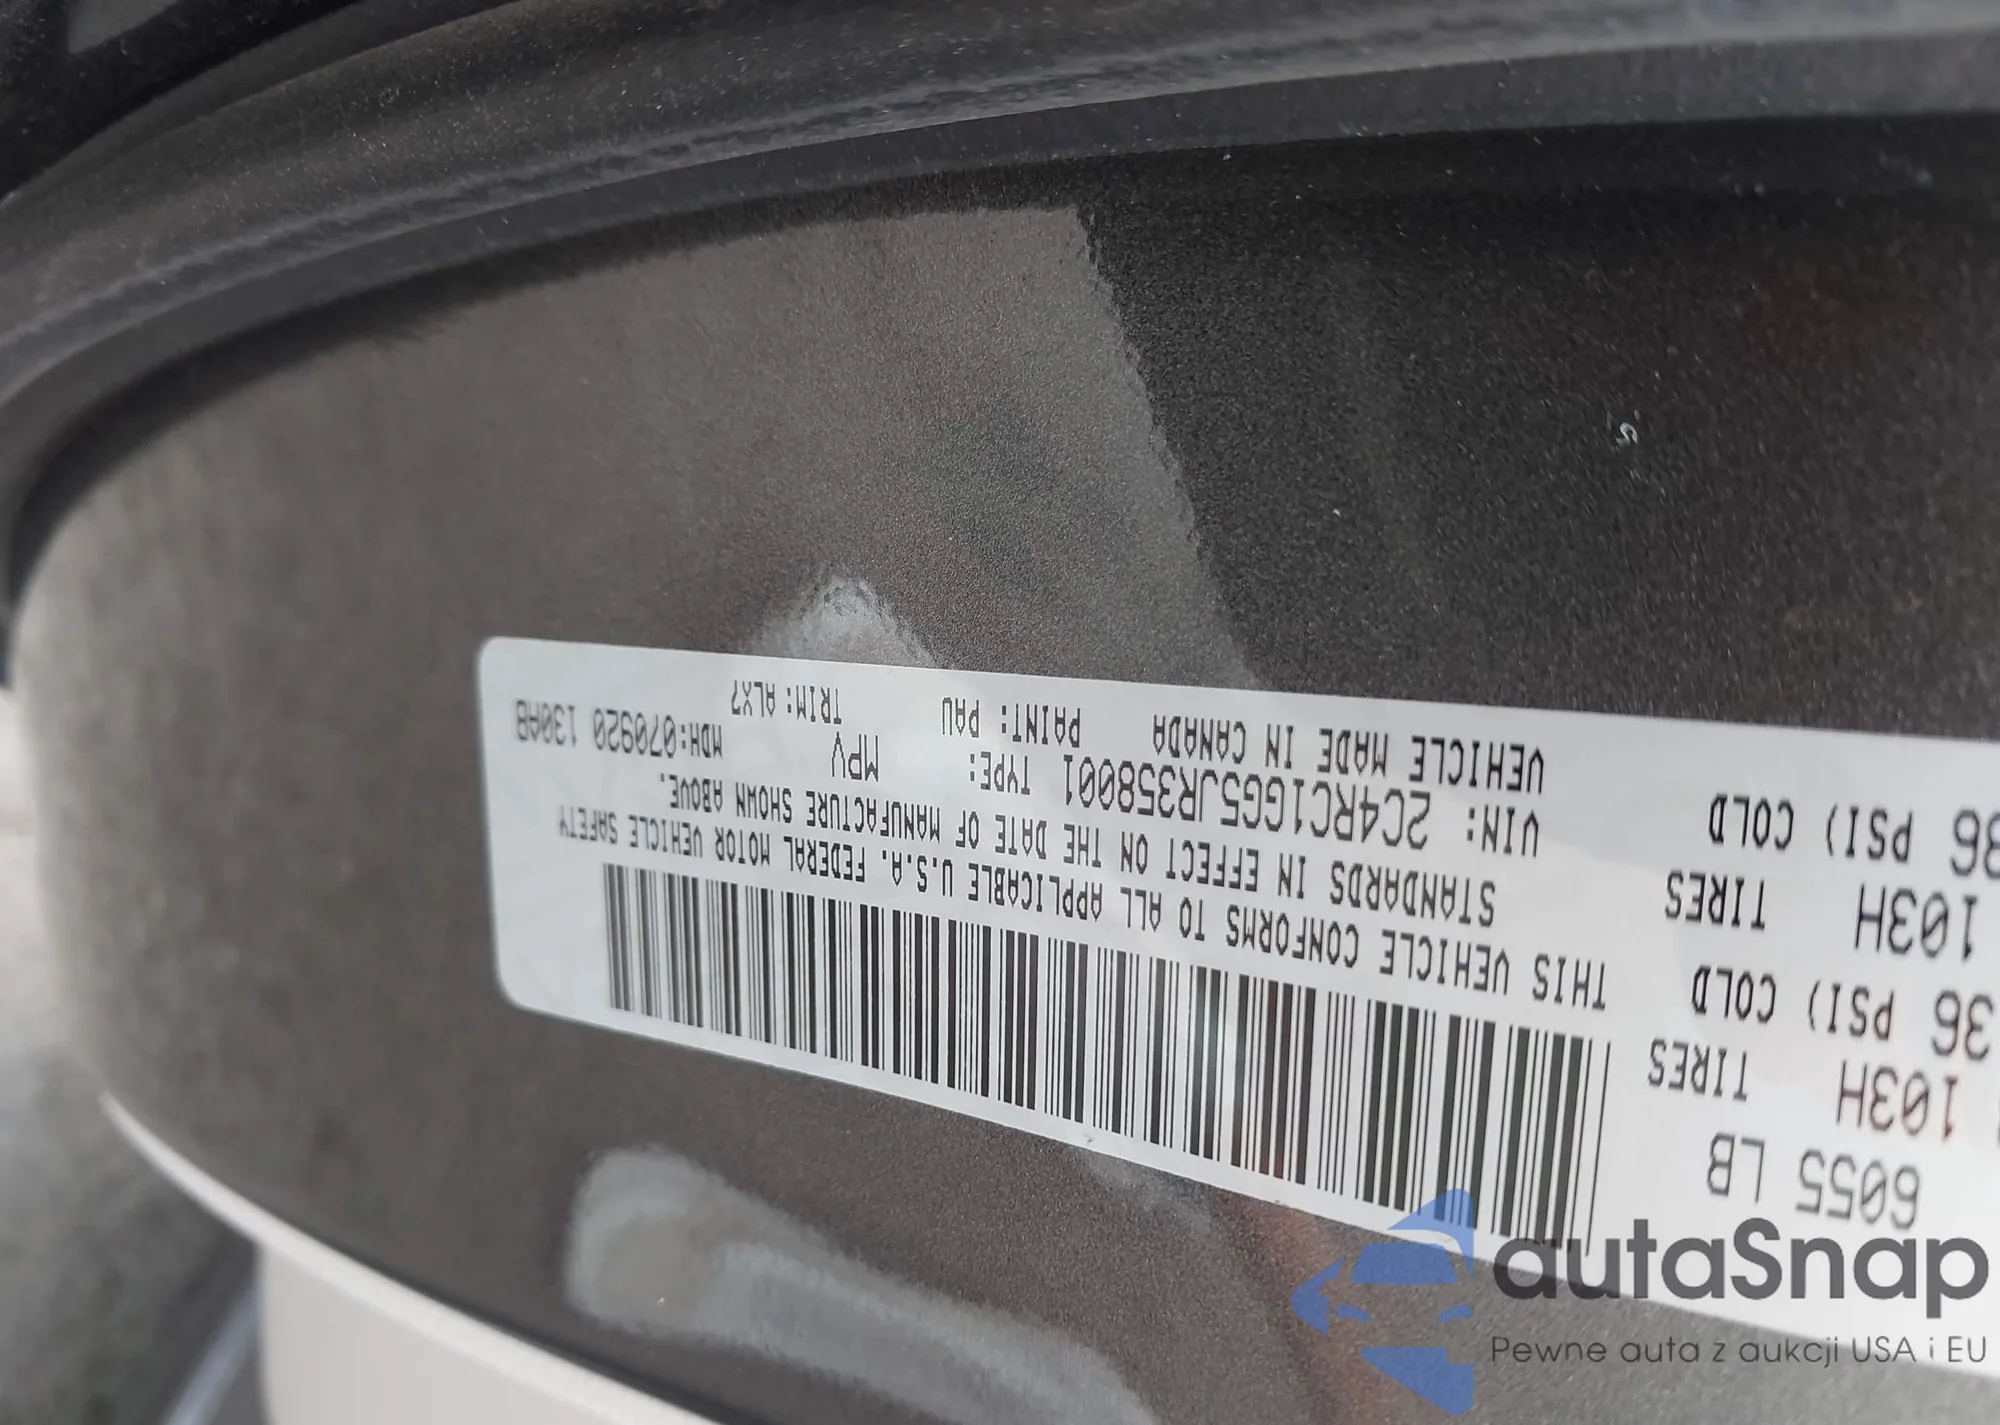 6055 LB
103H TIRES
36 PSI) COLD
103H TIRES
36 PSI) COLD
THIS VEHICLE CONFORMS TO ALL APPLICABLE U.S.A. FEDERAL MOTOR VEHICLE SAFETY
STANDARDS IN EFFECT ON THE DATE OF MANUFACTURE SHOWN ABOVE.
VIN: 2C4RC1GG5JR358001 TYPE: MPV MDH:070920 130AB
VEHICLE MADE IN CANADA PAINT: PAU TRIM: ALX7
autaSnap
Pewne auta z aukcji USA i EU